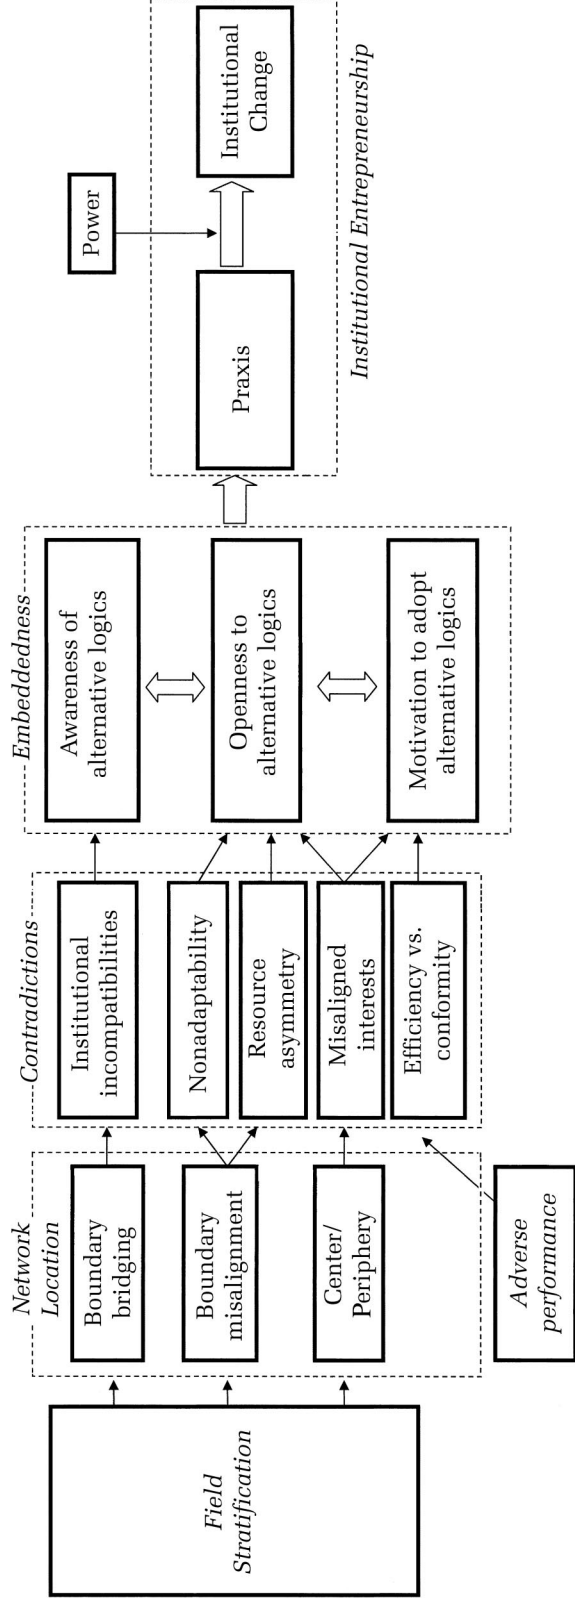 Field
Stratification
Network
Location
Boundary
bridging
Boundary
misalignment
Center/
Periphery
Adverse
performance
Contradictions
Institutional
incompatibilities
Nonadaptability
Resource
asymmetry
Misaligned
interests
Efficiency vs.
conformity
Embeddedness
Awareness of
alternative logics
Openness to
alternative logics
Motivation to adopt
alternative logics
Praxis
Power
Institutional
Change
Institutional Entrepreneurship